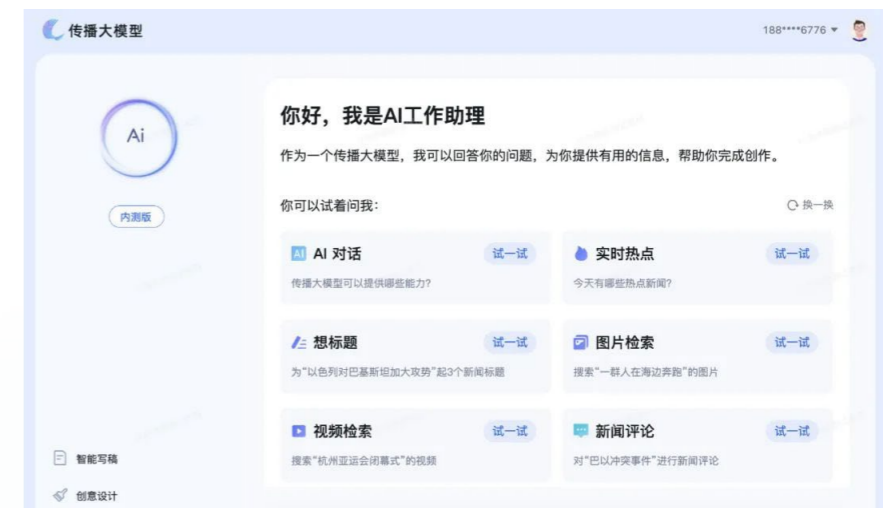 传播大模型
188****6776
Ai
内测版
你好，我是AI工作助理
作为一个传播大模型，我可以回答你的问题，为你提供有用的信息，帮助你完成创作。
你可以试着问我：
换一换
AI AI 对话 试一试
传播大模型可以提供哪些能力?
实时热点 试一试
今天有哪些热点新闻?
想标题 试一试
为“以色列对巴基斯坦加大攻势”起3个新闻标题
图片检索 试一试
搜索“一群人在海边奔跑”的图片
视频检索 试一试
搜索“杭州亚运会闭幕式”的视频
新闻评论 试一试
对“巴以冲突事件”进行新闻评论
智能写稿
创意设计